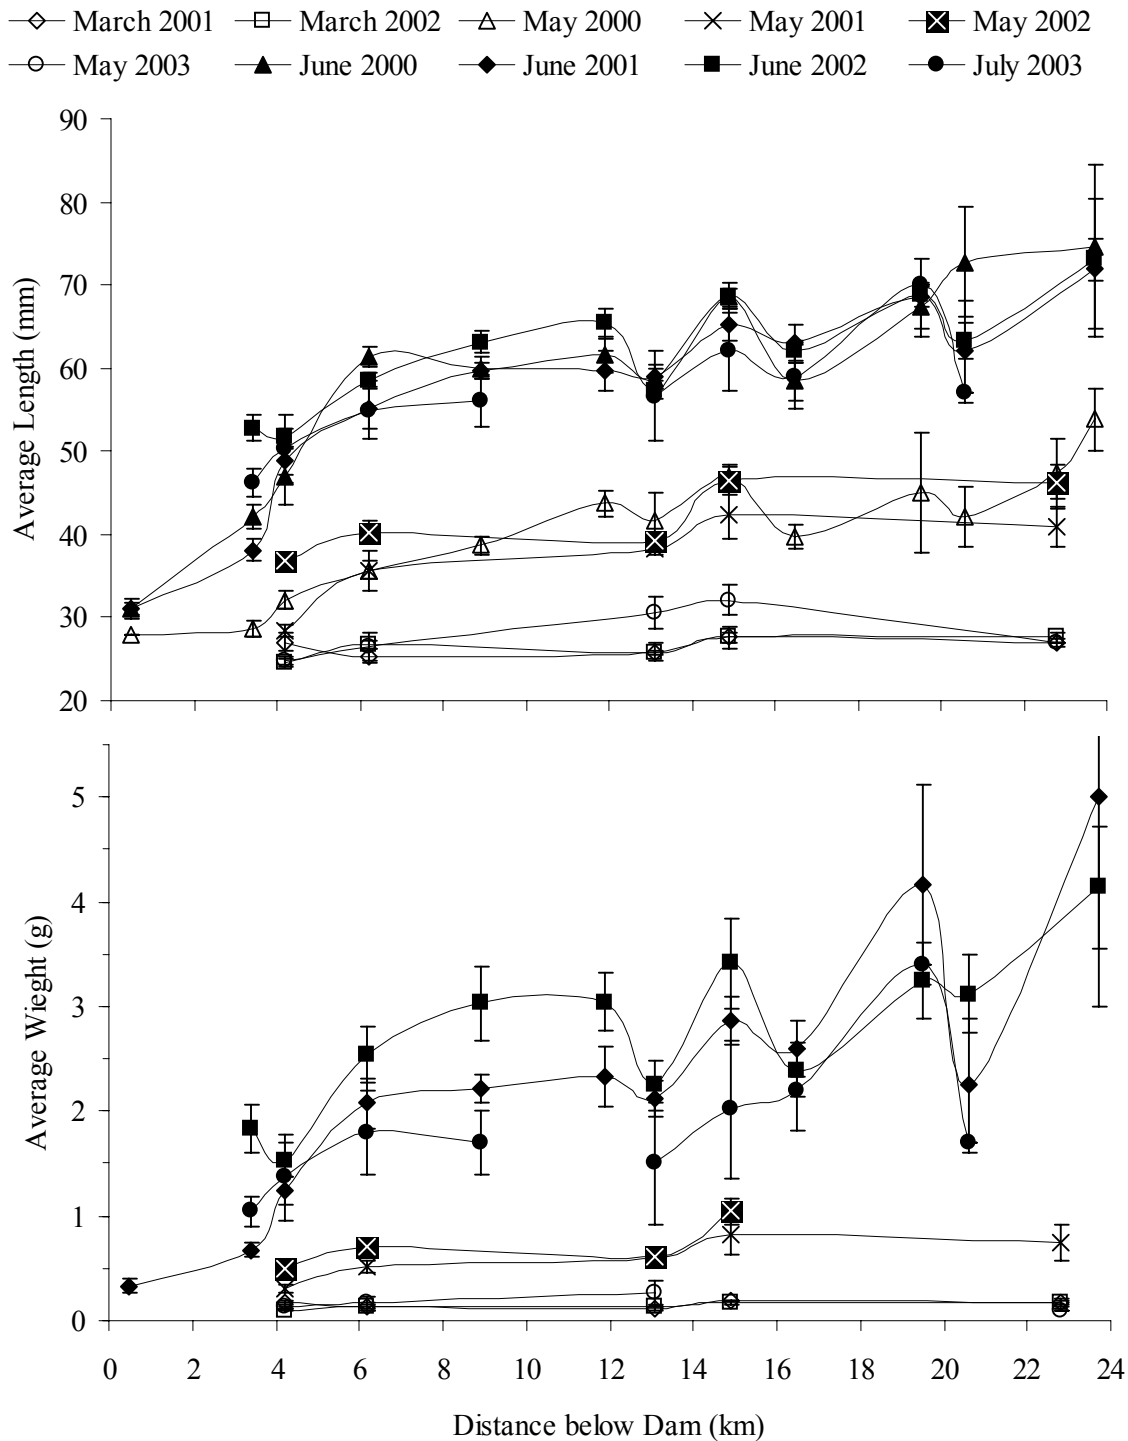 March 2001 March 2002 May 2000 May 2001 May 2002
May 2003 June 2000 June 2001 June 2002 July 2003
90
80
70
60
50
40
30
20
Average Length (mm)
5
4
3
2
1
0
Average Wieght (g)
0 2 4 6 8 10 12 14 16 18 20 22 24
Distance below Dam (km)